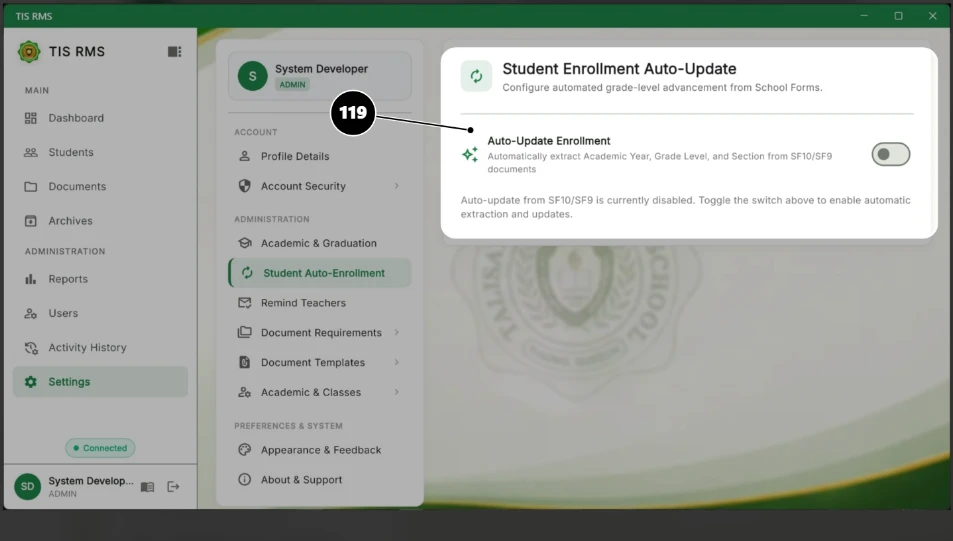 TIS RMS
TIS RMS
MAIN
Dashboard
Students
Documents
Archives
ADMINISTRATION
Reports
Users
Activity History
Settings
Connected
SD
System Develop...
ADMIN
S
System Developer
ADMIN
ACCOUNT
Profile Details
Account Security
ADMINISTRATION
Academic & Graduation
Student Auto-Enrollment
Remind Teachers
Document Requirements
Document Templates
Academic & Classes
PREFERENCES & SYSTEM
Appearance & Feedback
About & Support
119
Student Enrollment Auto-Update
Configure automated grade-level advancement from School Forms.
Auto-Update Enrollment
Automatically extract Academic Year, Grade Level, and Section from SF10/SF9
documents
Auto-update from SF10/SF9 is currently disabled. Toggle the switch above to enable automatic
extraction and updates.
SCHOOL